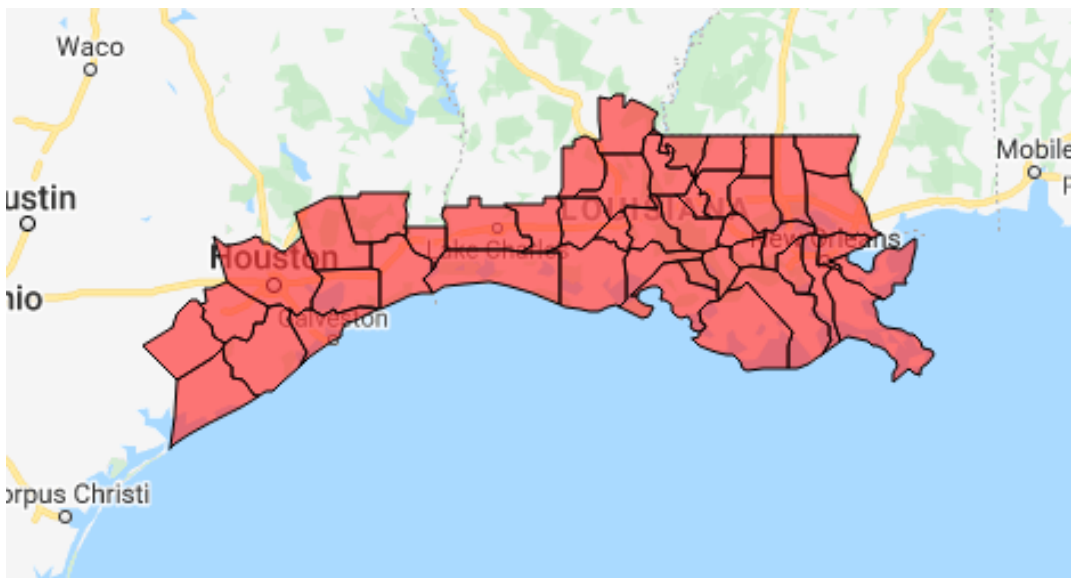 Waco
Mobile
P
ustin
LOUISIANA
Houston
Lake Charles
New Orleans
nio
Galveston
orpus Christi